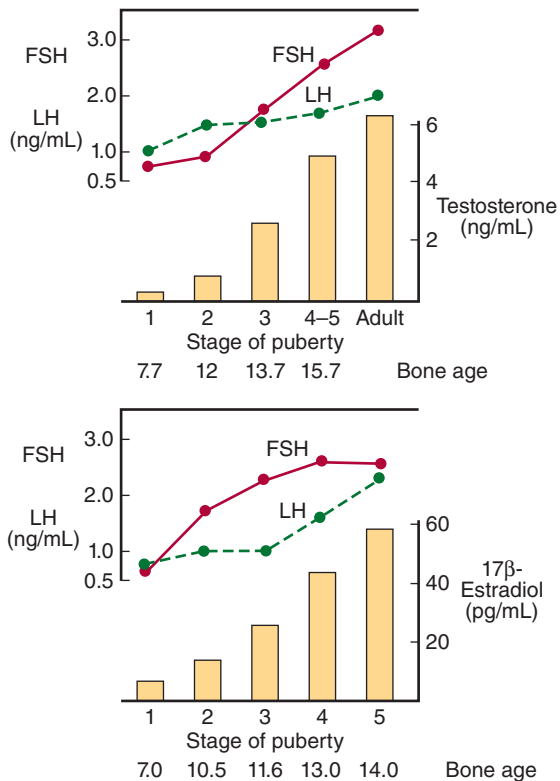 FSH
LH
(ng/mL)
3.0
2.0
1.0
0.5
FSH
LH
6
4
2
Testosterone
(ng/mL)
1 2 3 4–5 Adult
Stage of puberty
7.7 12 13.7 15.7 Bone age
FSH
LH
(ng/mL)
3.0
2.0
1.0
0.5
FSH
LH
60
40
20
17β-
Estradiol
(pg/mL)
1 2 3 4 5
Stage of puberty
7.0 10.5 11.6 13.0 14.0 Bone age